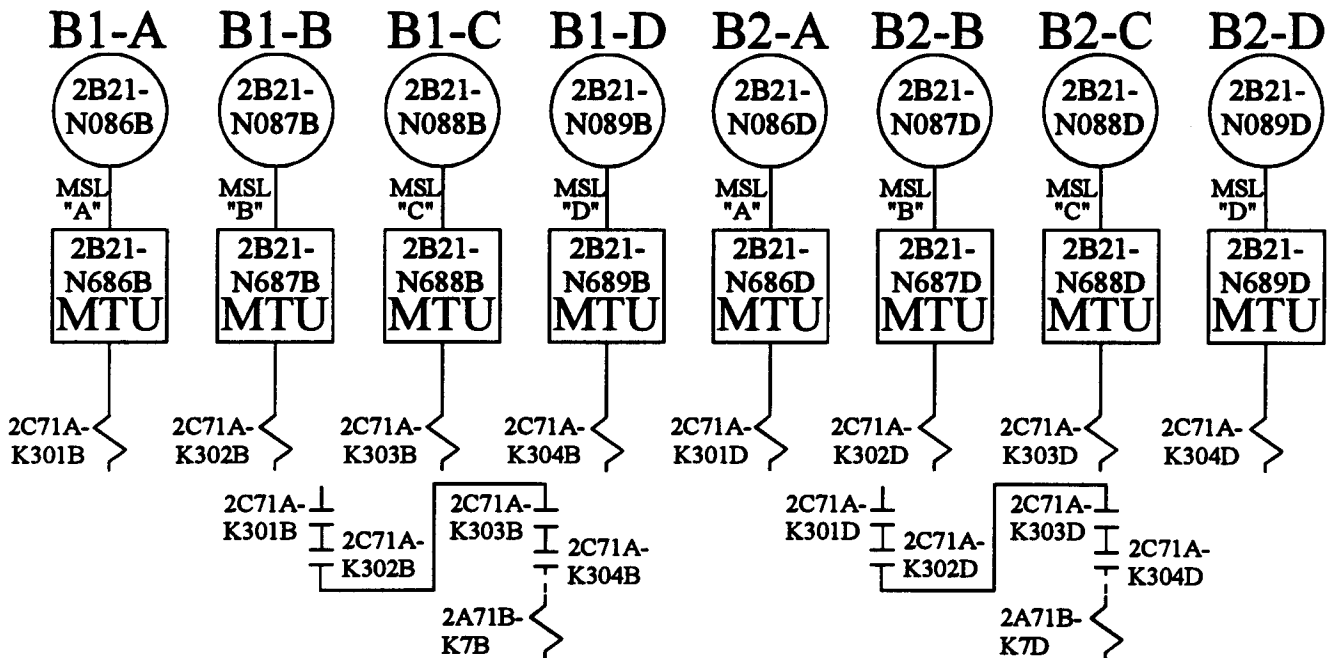 B1-A B1-B B1-C B1-D B2-A B2-B B2-C B2-D
2B21- 2B21- 2B21- 2B21- 2B21- 2B21- 2B21- 2B21-
N086B N087B N088B N089B N086D N087D N088D N089D
MSL MSL MSL MSL MSL MSL MSL MSL
"A" "B" "C" "D" "A" "B" "C" "D"
2B21- 2B21- 2B21- 2B21- 2B21- 2B21- 2B21- 2B21-
N686B N687B N688B N689B N686D N687D N688D N689D
MTU MTU MTU MTU MTU MTU MTU MTU
2C71A- 2C71A- 2C71A- 2C71A- 2C71A- 2C71A- 2C71A- 2C71A-
K301B K302B K303B K304B K301D K302D K303D K304D
2C71A- 2C71A- 2C71A- 2C71A-
K301B K303B K301D K303D
2C71A- 2C71A- 2C71A- 2C71A-
K302B K304B K302D K304D
2A71B- 2A71B-
K7B K7D